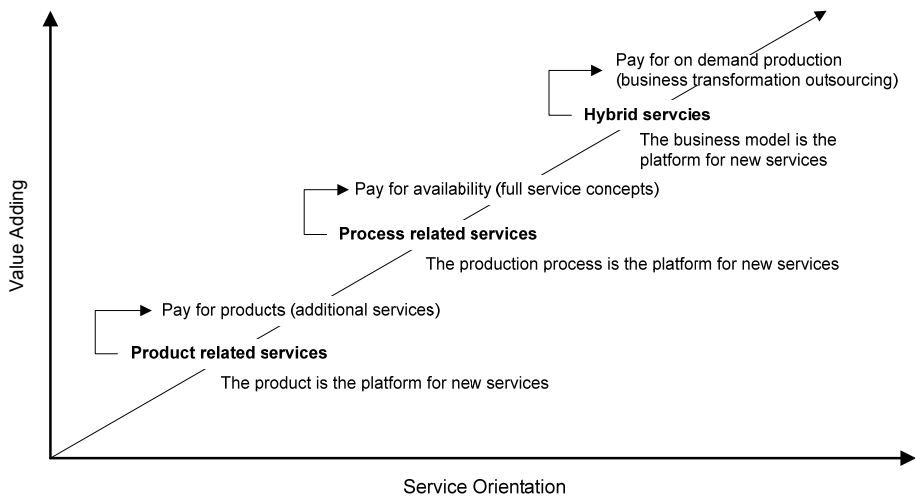 Pay for on demand production
(business transformation outsourcing)
Hybrid servcies
The business model is the
platform for new services
Pay for availability (full service concepts)
Process related services
The production process is the platform for new services
Pay for products (additional services)
Product related services
The product is the platform for new services
Value Adding
Service Orientation